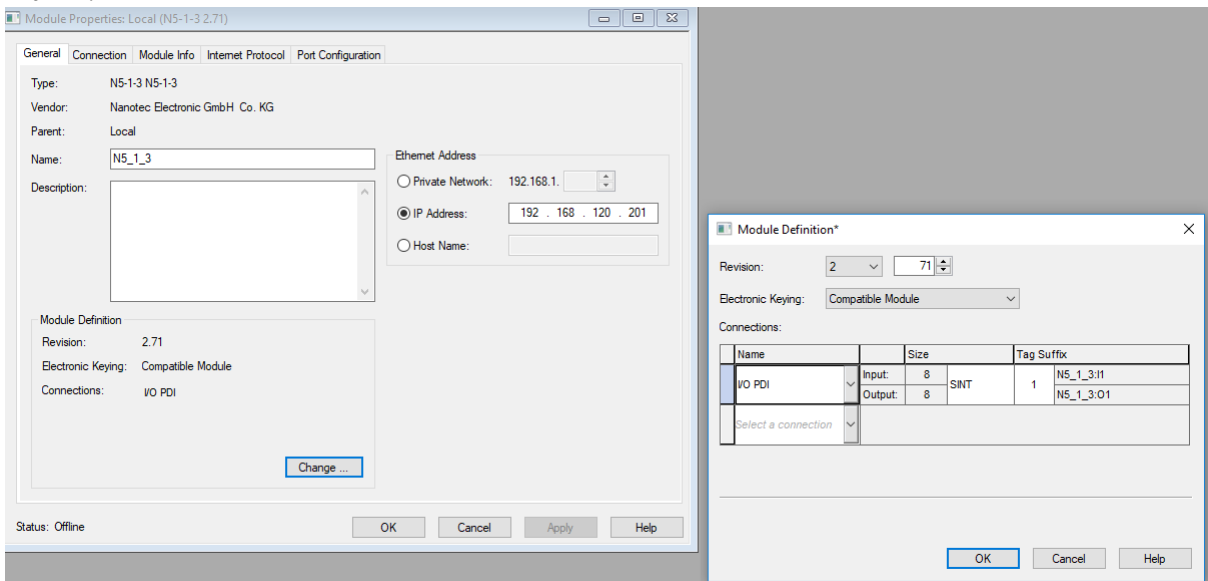 Module Properties: Local (N5-1-3 2.71)
General Connection Module Info Internet Protocol Port Configuration
Type: N5-1-3 N5-1-3
Vendor: Nanotec Electronic GmbH Co. KG
Parent: Local
Name: N5_1_3
Description:
Ethernet Address
Private Network: 192.168.1.
IP Address: 192 . 168 . 120 . 201
Host Name:
Module Definition
Revision: 2.71
Electronic Keying: Compatible Module
Connections: I/O PDI
Change ...
Status: Offline
OK Cancel Apply Help
Module Definition*
Revision: 2 71
Electronic Keying: Compatible Module
Connections:
Name Size Tag Suffix
I/O PDI Input: 8 SINT 1 N5_1_3:I1
Output: 8 N5_1_3:O1
Select a connection
OK Cancel Help